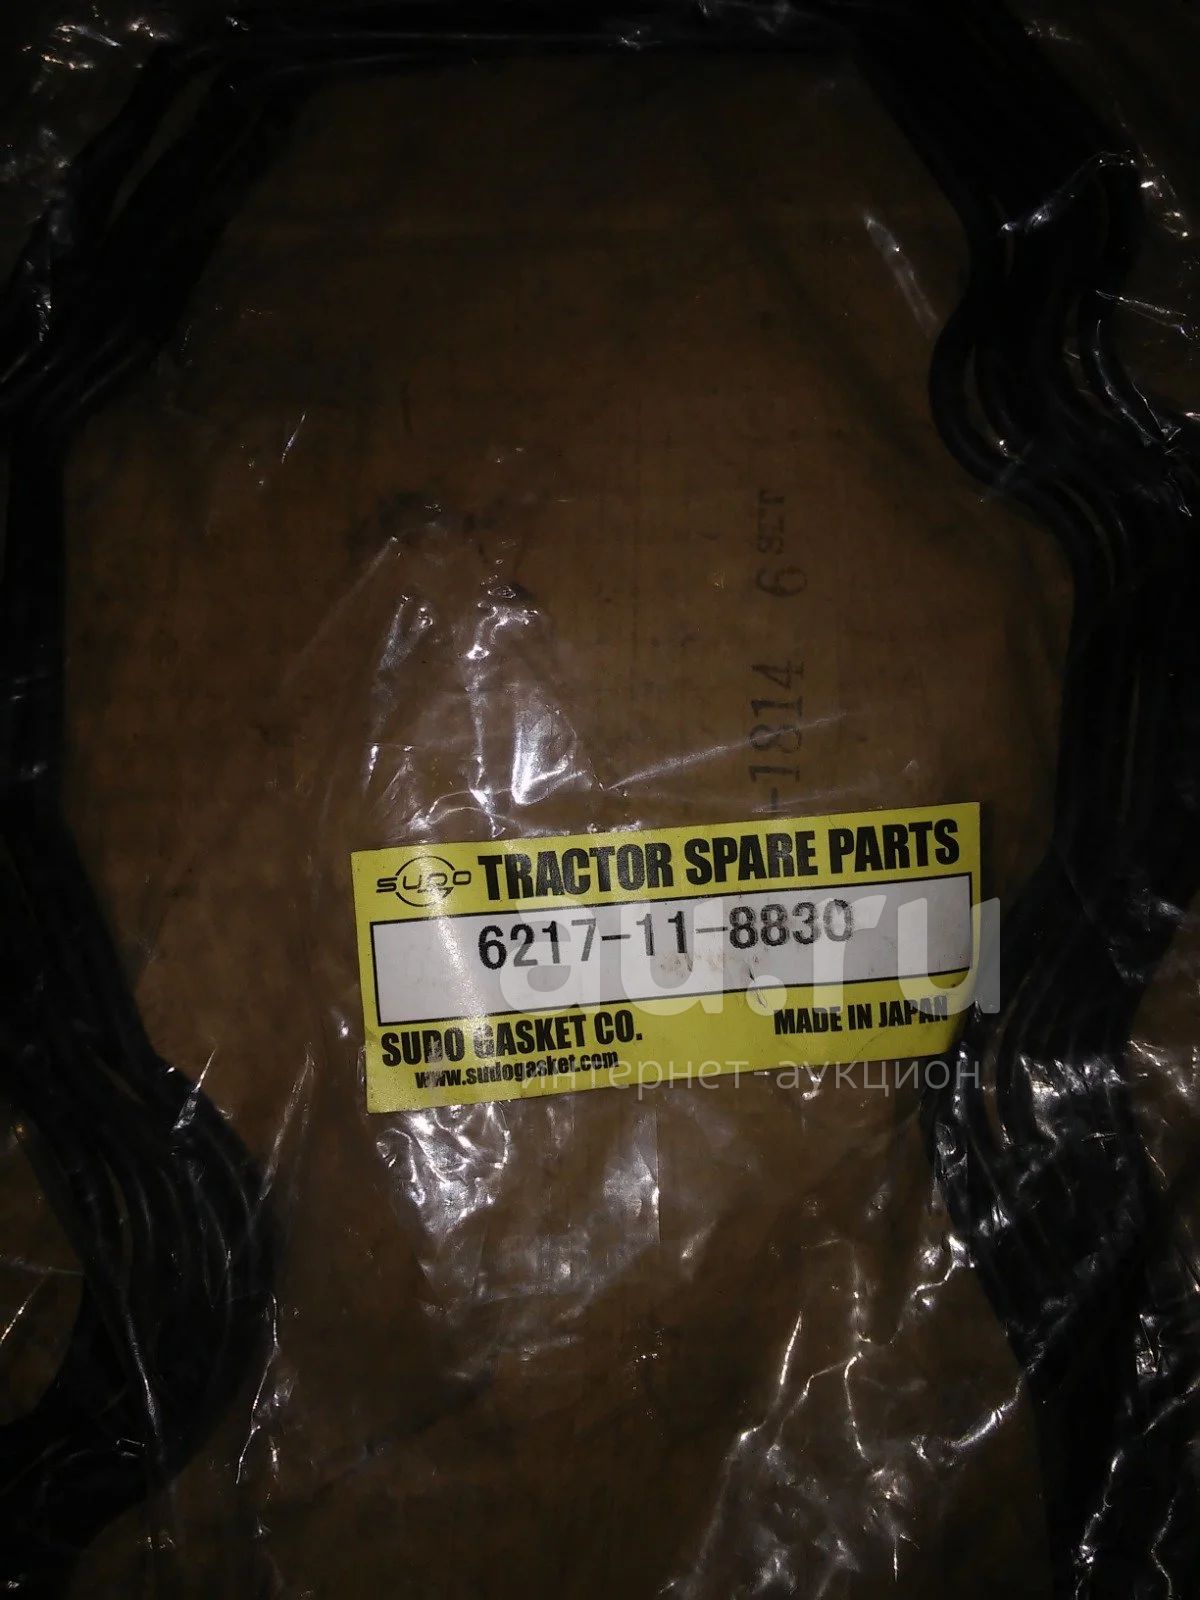 -1814 6SET
SUDO TRACTOR SPARE PARTS
6217-11-8830
SUDO GASKET CO.
MADE IN JAPAN
www.sudogasket.com
au.ru
интернет-аукцион